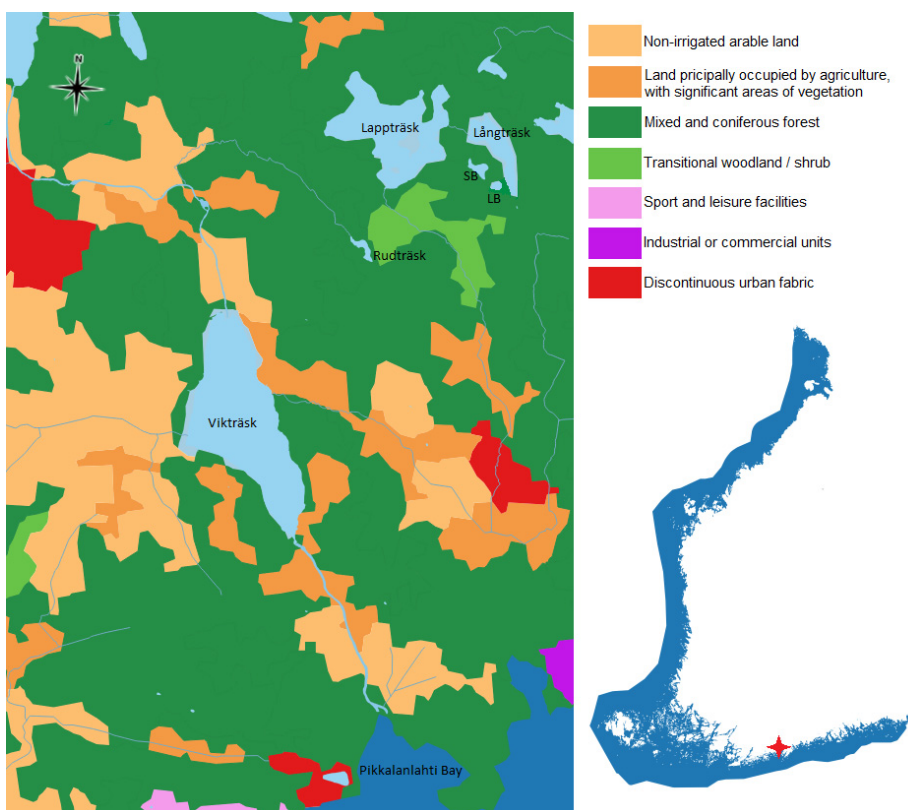 N
Lappträsk
Långträsk
SB
LB
Rudträsk
Vikträsk
Pikkalanlahti Bay
Non-irrigated arable land
Land pricipally occupied by agriculture,
with significant areas of vegetation
Mixed and coniferous forest
Transitional woodland / shrub
Sport and leisure facilities
Industrial or commercial units
Discontinuous urban fabric